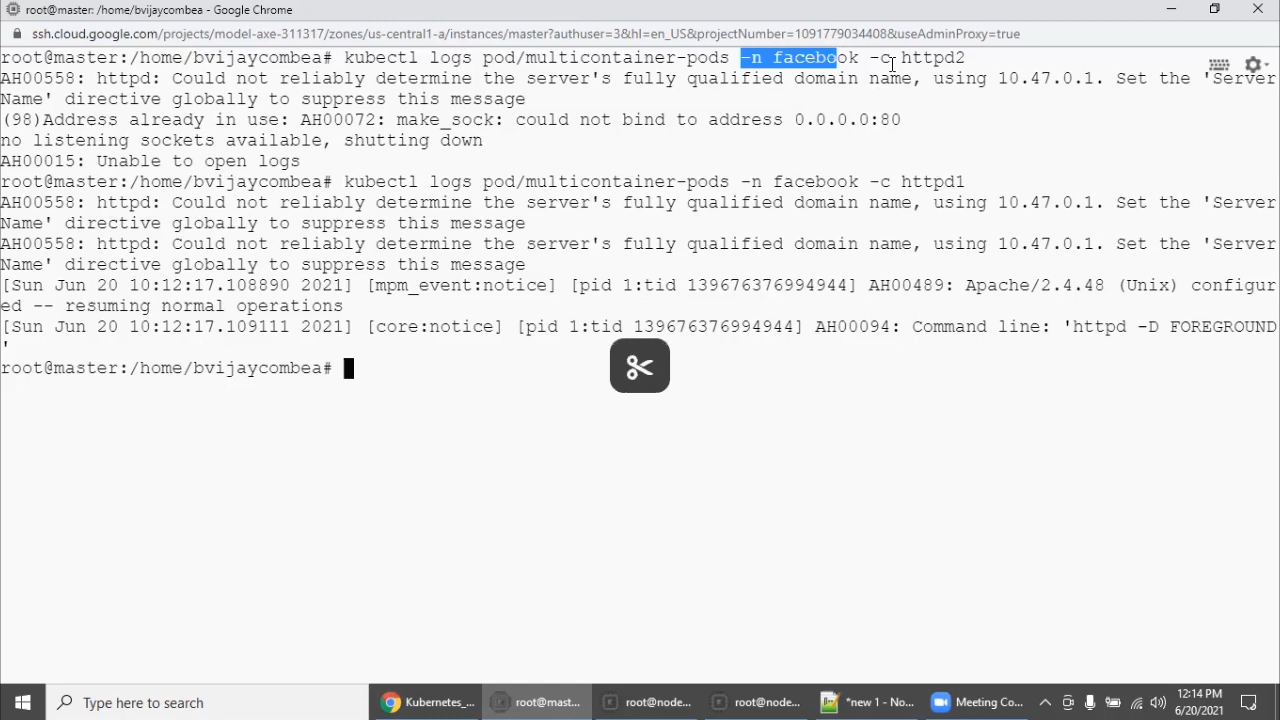 root@master: /home/bvijaycombea - Google Chrome
ssh.cloud.google.com/projects/model-axe-311317/zones/us-central1-a/instances/master?authuser=3&hl=en_US&projectNumber=1091779034408&useAdminProxy=true
root@master:/home/bvijaycombea# kubectl logs pod/multicontainer-pods -n facebook -c httpd2
AH00558: httpd: Could not reliably determine the server's fully qualified domain name, using 10.47.0.1. Set the 'Server
Name' directive globally to suppress this message
(98)Address already in use: AH00072: make_sock: could not bind to address 0.0.0.0:80
no listening sockets available, shutting down
AH00015: Unable to open logs
root@master:/home/bvijaycombea# kubectl logs pod/multicontainer-pods -n facebook -c httpd1
AH00558: httpd: Could not reliably determine the server's fully qualified domain name, using 10.47.0.1. Set the 'Server
Name' directive globally to suppress this message
AH00558: httpd: Could not reliably determine the server's fully qualified domain name, using 10.47.0.1. Set the 'Server
Name' directive globally to suppress this message
[Sun Jun 20 10:12:17.108890 2021] [mpm_event:notice] [pid 1:tid 139676376994944] AH00489: Apache/2.4.48 (Unix) configur
ed -- resuming normal operations
[Sun Jun 20 10:12:17.109111 2021] [core:notice] [pid 1:tid 139676376994944] AH00094: Command line: 'httpd -D FOREGROUND
'
root@master:/home/bvijaycombea#
Type here to search
Kubernetes_...
root@mast...
root@node...
root@node...
*new 1 - No...
Meeting Co...
12:14 PM
6/20/2021